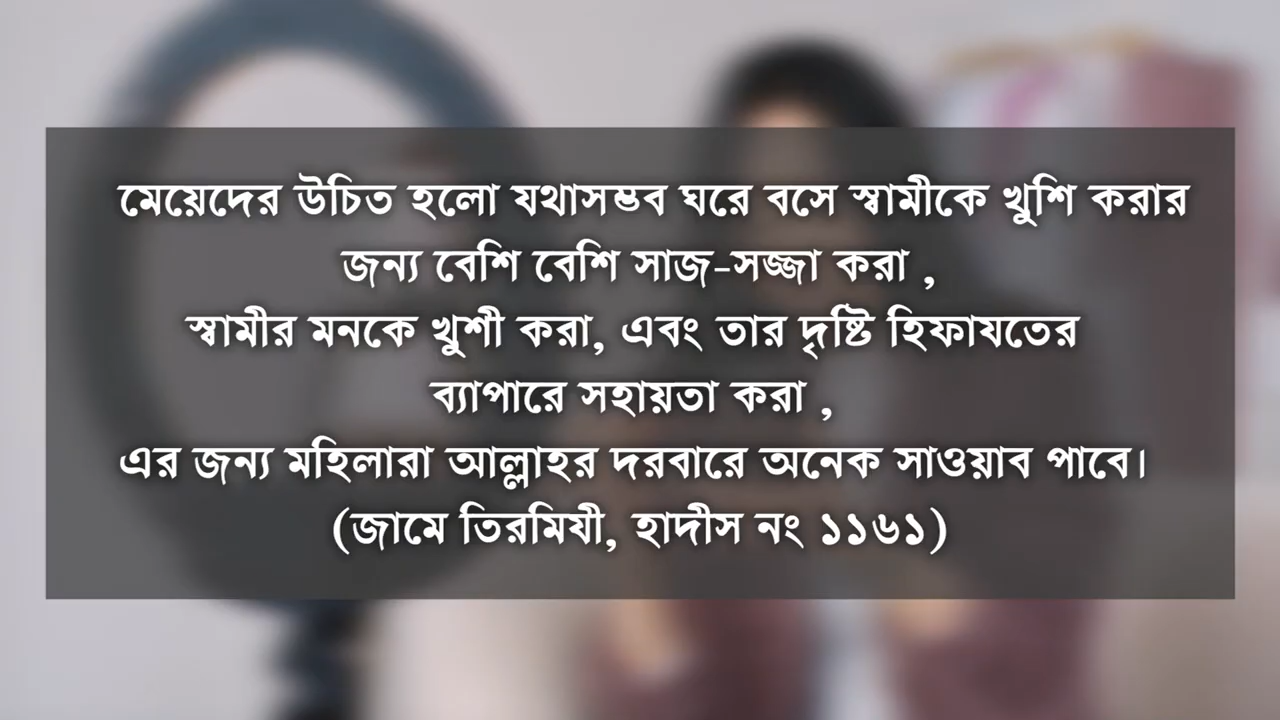 মেয়েদের উচিত হলো যথাসম্ভব ঘরে বসে স্বামীকে খুশি করার
জন্য বেশি বেশি সাজ-সজ্জা করা ,
স্বামীর মনকে খুশী করা, এবং তার দৃষ্টি হিফাযতের
ব্যাপারে সহায়তা করা ,
এর জন্য মহিলারা আল্লাহর দরবারে অনেক সাওয়াব পাবে।
(জামে তিরমিযী, হাদীস নং ১১৬১)